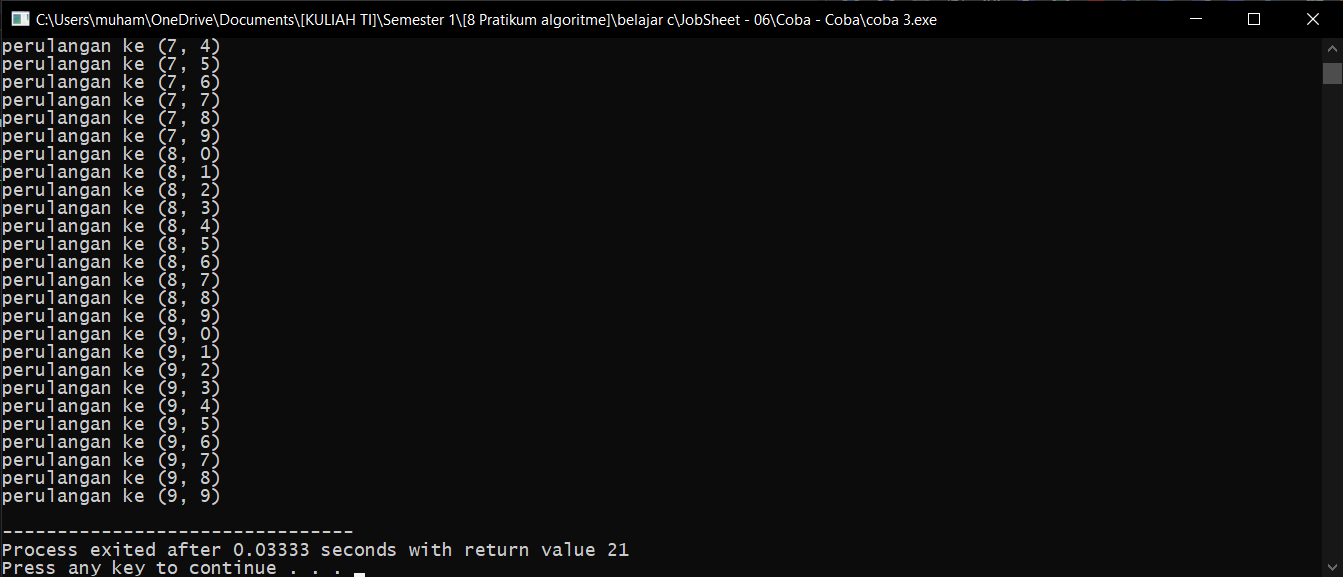 C:\Users\muham\OneDrive\Documents\[KULIAH TI]\Semester 1\[8 Pratikum algoritme]\belajar c\JobSheet - 06\Coba - Coba\coba 3.exe
perulangan ke (7, 4)
perulangan ke (7, 5)
perulangan ke (7, 6)
perulangan ke (7, 7)
perulangan ke (7, 8)
perulangan ke (7, 9)
perulangan ke (8, 0)
perulangan ke (8, 1)
perulangan ke (8, 2)
perulangan ke (8, 3)
perulangan ke (8, 4)
perulangan ke (8, 5)
perulangan ke (8, 6)
perulangan ke (8, 7)
perulangan ke (8, 8)
perulangan ke (8, 9)
perulangan ke (9, 0)
perulangan ke (9, 1)
perulangan ke (9, 2)
perulangan ke (9, 3)
perulangan ke (9, 4)
perulangan ke (9, 5)
perulangan ke (9, 6)
perulangan ke (9, 7)
perulangan ke (9, 8)
perulangan ke (9, 9)
--------------------------------
Process exited after 0.03333 seconds with return value 21
Press any key to continue . . .